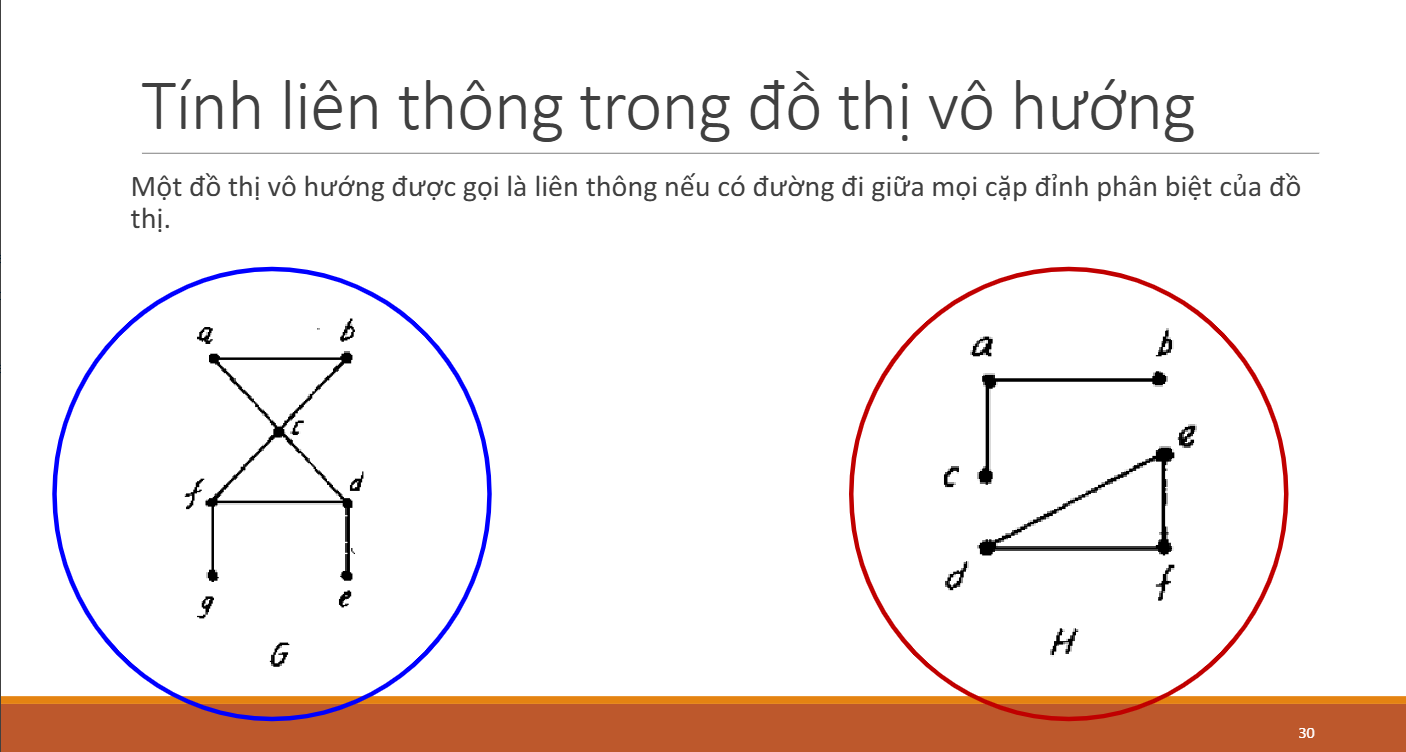 Tính liên thông trong đồ thị vô hướng
Một đồ thị vô hướng được gọi là liên thông nếu có đường đi giữa mọi cặp đỉnh phân biệt của đồ
thị.
a b
c
f d
g e
G
a b
e
c
d f
H
30